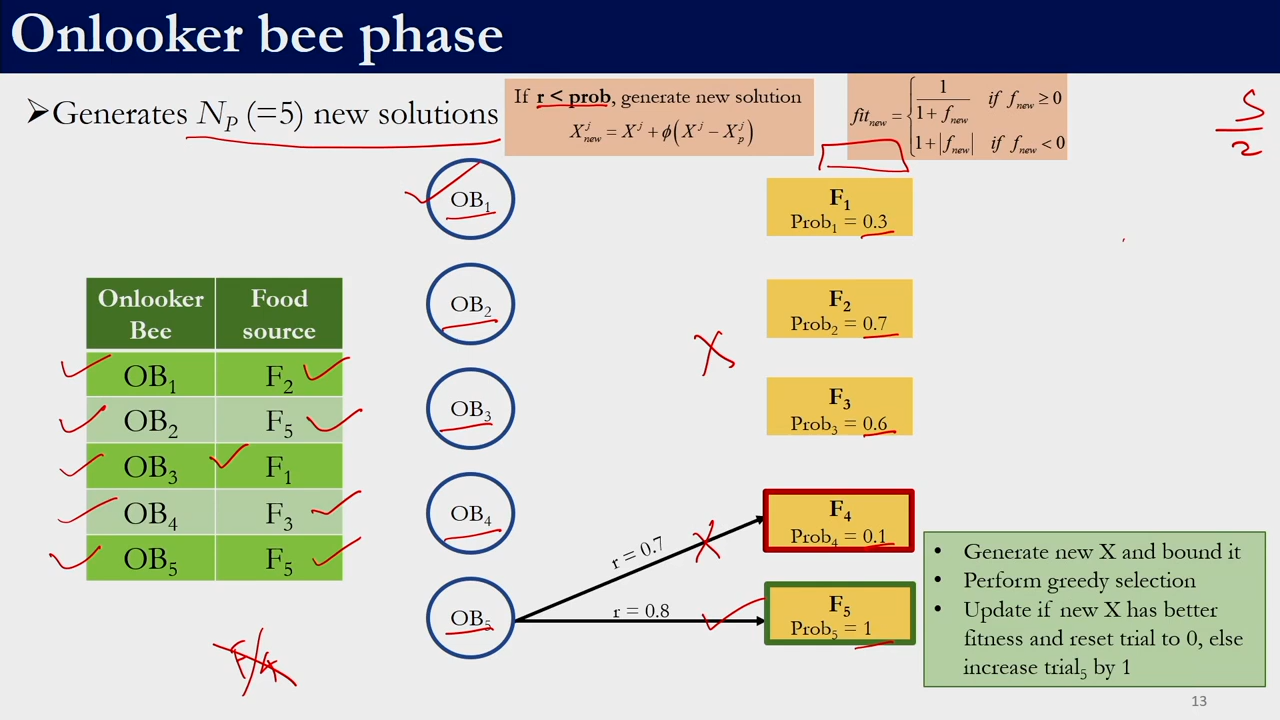 Onlooker bee phase
➤Generates N_P (=5) new solutions
If r < prob, generate new solution
X^j_new = X^j + ϕ(X^j − X^j_p)
fit_new = { 1/(1+f_new) if f_new ≥ 0
1+|f_new| if f_new < 0
S/2
OB₁
OB₂
OB₃
OB₄
OB₅
F₁
Prob₁ = 0.3
F₂
Prob₂ = 0.7
F₃
Prob₃ = 0.6
F₄
Prob₄ = 0.1
F₅
Prob₅ = 1
r = 0.7
r = 0.8
Onlooker Bee Food source
OB₁ F₂
OB₂ F₅
OB₃ F₁
OB₄ F₃
OB₅ F₅
• Generate new X and bound it
• Perform greedy selection
• Update if new X has better
fitness and reset trial to 0, else
increase trial₅ by 1
13